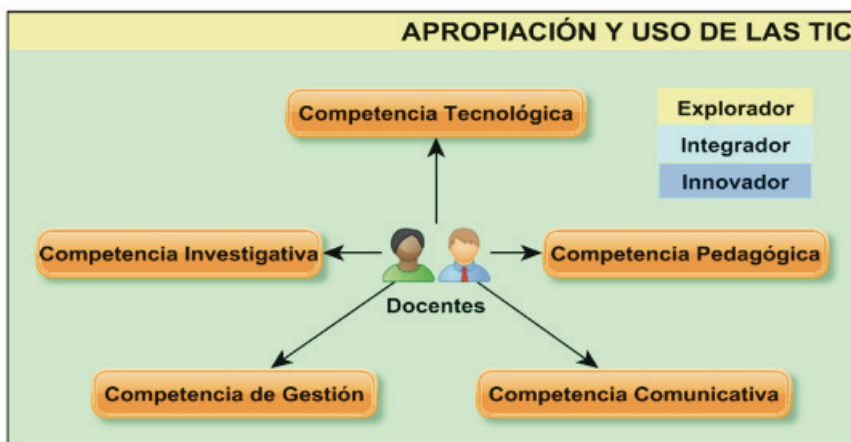 APROPIACIÓN Y USO DE LAS TIC
Competencia Tecnológica
Explorador
Integrador
Innovador
Competencia Investigativa
Competencia Pedagógica
Docentes
Competencia de Gestión
Competencia Comunicativa